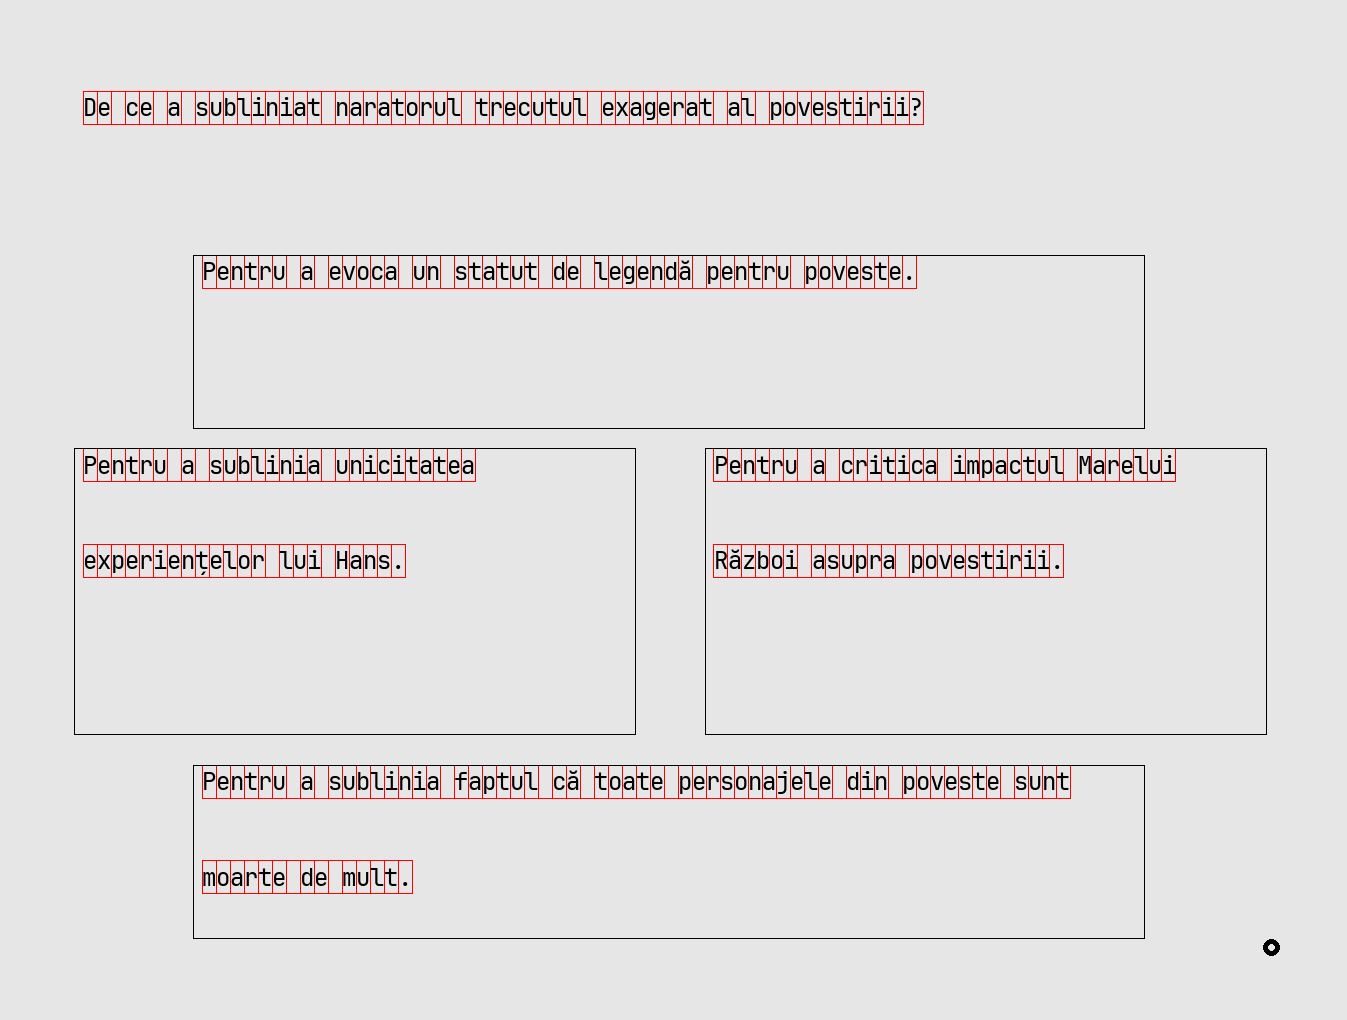 De ce a subliniat naratorul trecutul exagerat al povestirii?
Pentru a evoca un statut de legendă pentru poveste.
Pentru a sublinia unicitatea
experiențelor lui Hans.
Pentru a critica impactul Marelui
Război asupra povestirii.
Pentru a sublinia faptul că toate personajele din poveste sunt
moarte de mult.